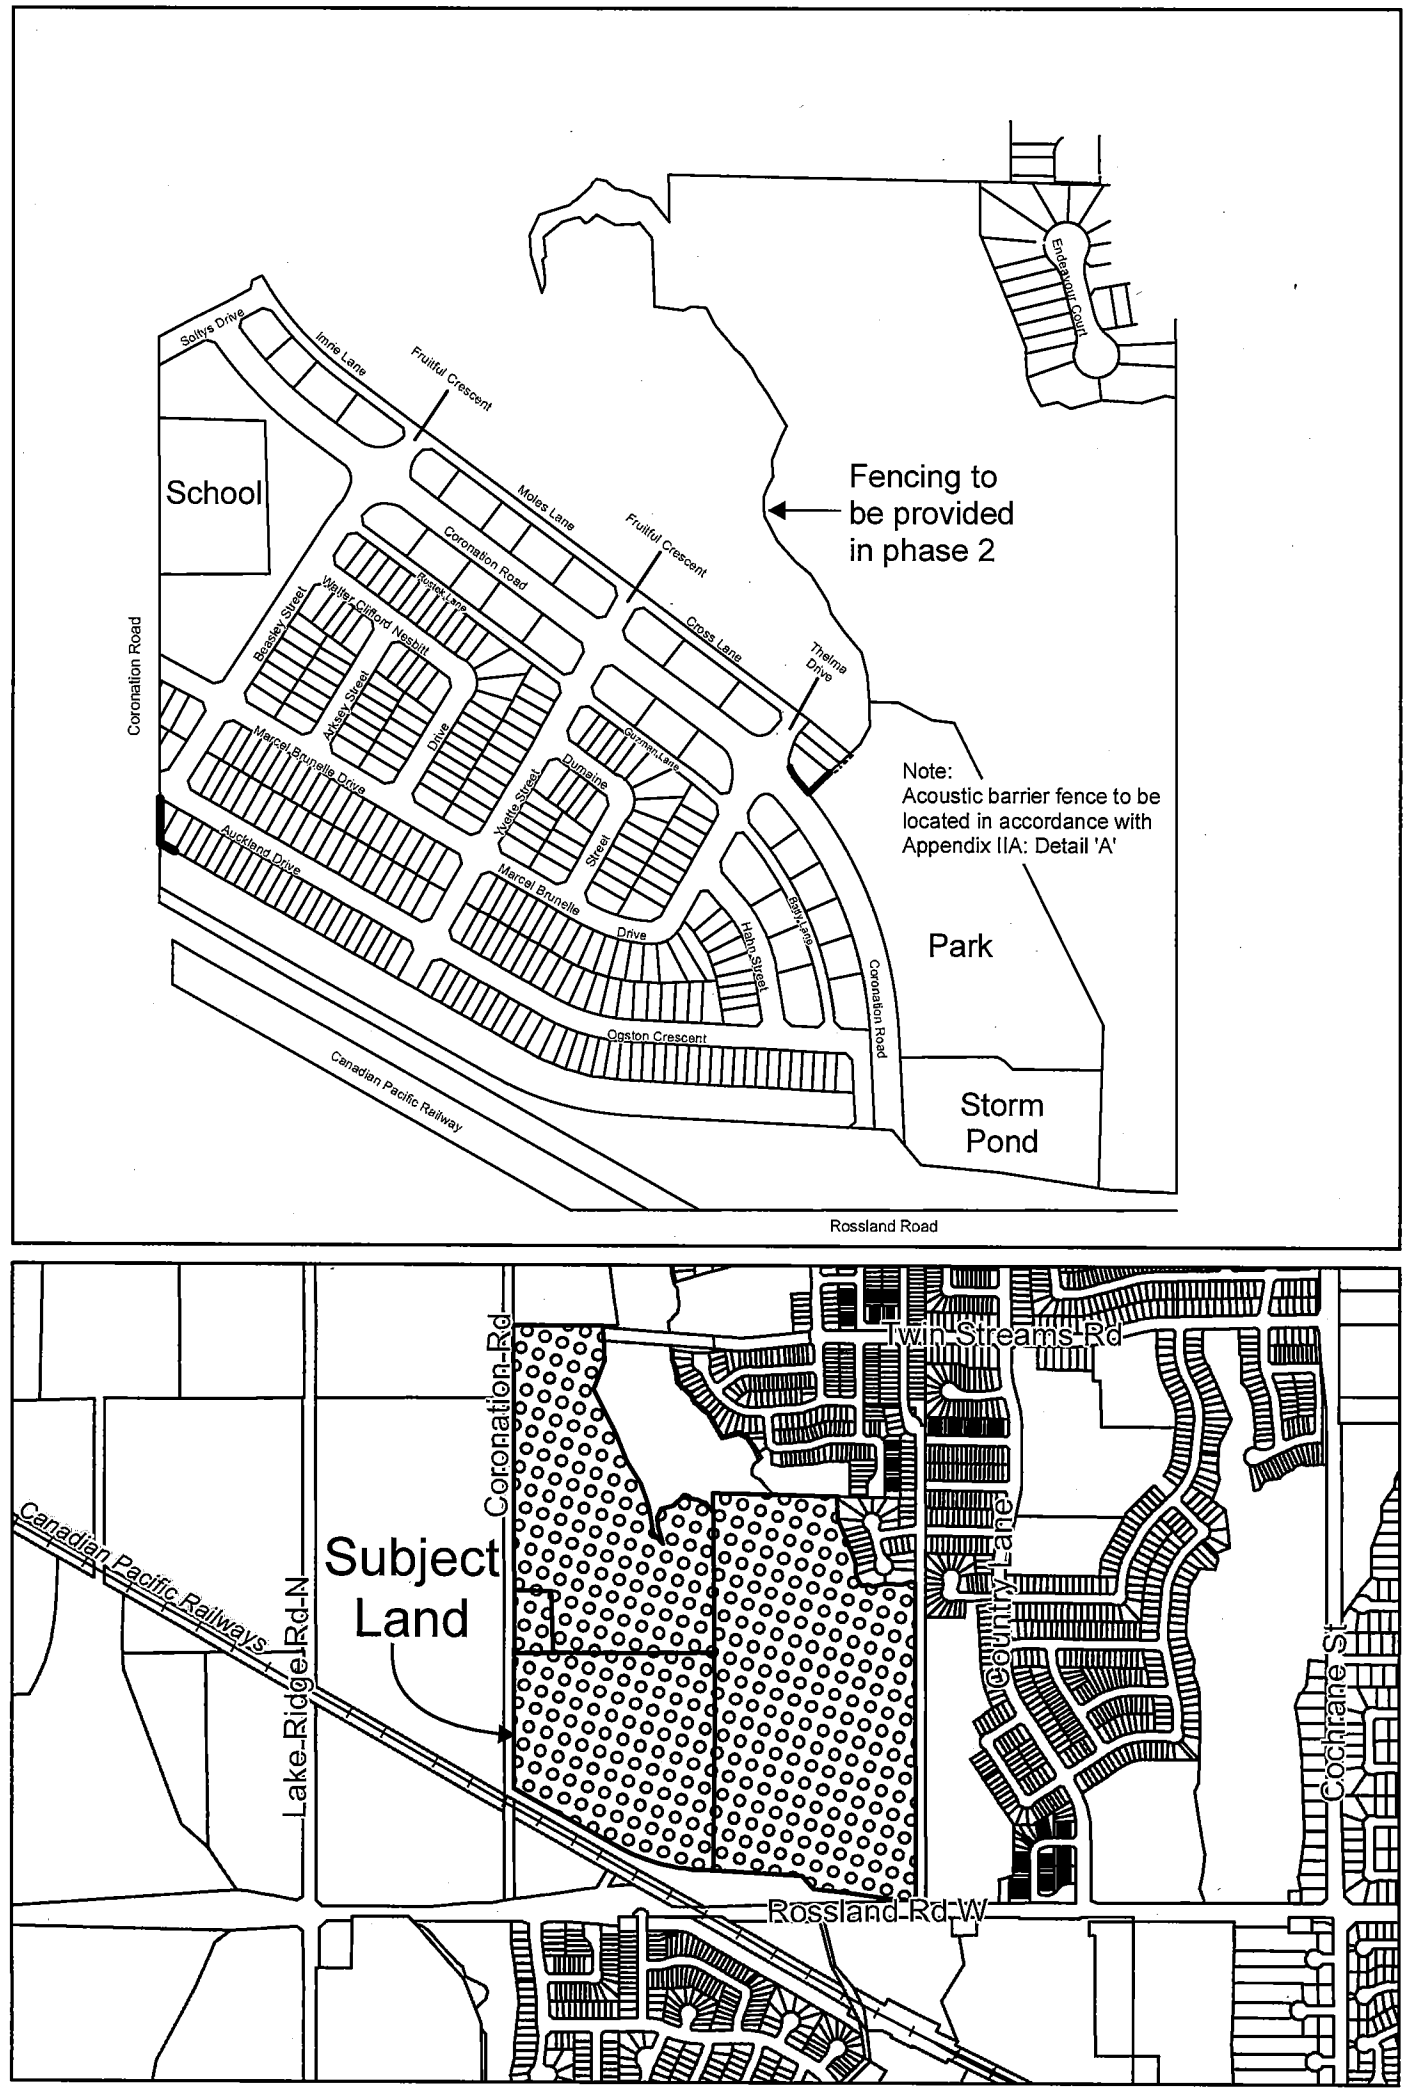 Endeavour Court
Soltys Drive
Imrie Lane
Fruitful Crescent
School
Moles Lane
Fruitful Crescent
Fencing to
be provided
in phase 2
Coronation Road
Rostek Lane
Walter Clifford Nesbitt
Beasley Street
Cross Lane
Thelma
Drive
Coronation Road
Arksey Street
Drive
Guzman Lane
Dumaine
Yvette Street
Street
Marcel Brunelle Drive
Note:
Acoustic barrier fence to be
located in accordance with
Appendix IIA: Detail 'A'
Auckland Drive
Marcel Brunelle
Drive
Hahn Street
Batly Lane
Park
Coronation Road
Ogston Crescent
Canadian Pacific Railway
Storm
Pond
Rossland Road
Coronation Rd
Twin Streams Rd
Canadian Pacific Railways
Subject
Land
Lake Ridge Rd N
Country Lane
Cochrane St
Rossland Rd W